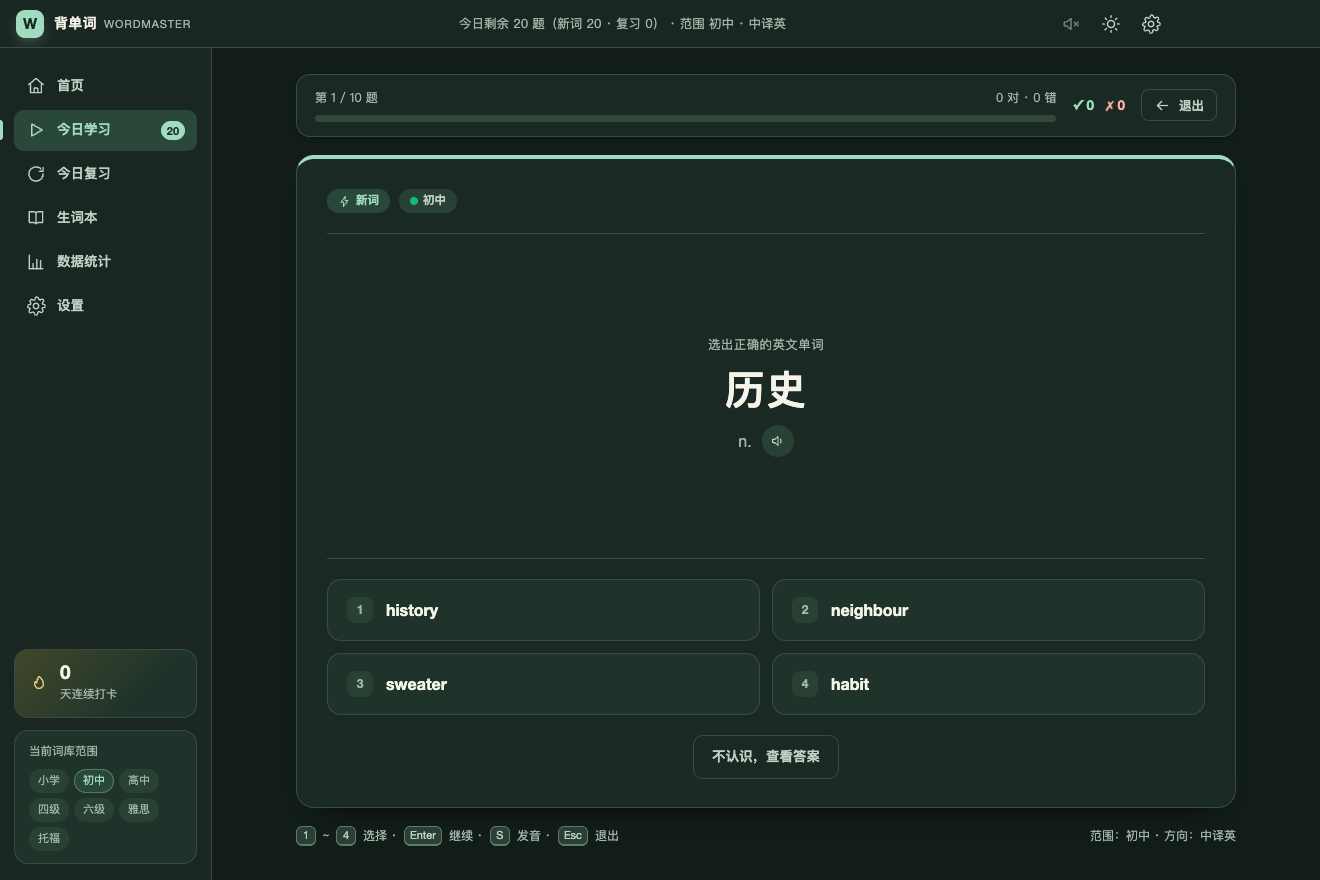 W 背单词 WORDMASTER
今日剩余 20 题（新词 20 · 复习 0） · 范围 初中 · 中译英
首页
今日学习 20
今日复习
生词本
数据统计
设置
0
天连续打卡
当前词库范围
小学 初中 高中
四级 六级 雅思
托福
第 1 / 10 题
0 对 · 0 错
✓0 ✗0
← 退出
新词 初中
选出正确的英文单词
历史
n.
1 history
2 neighbour
3 sweater
4 habit
不认识，查看答案
1 ~ 4 选择 · Enter 继续 · S 发音 · Esc 退出
范围：初中 · 方向：中译英